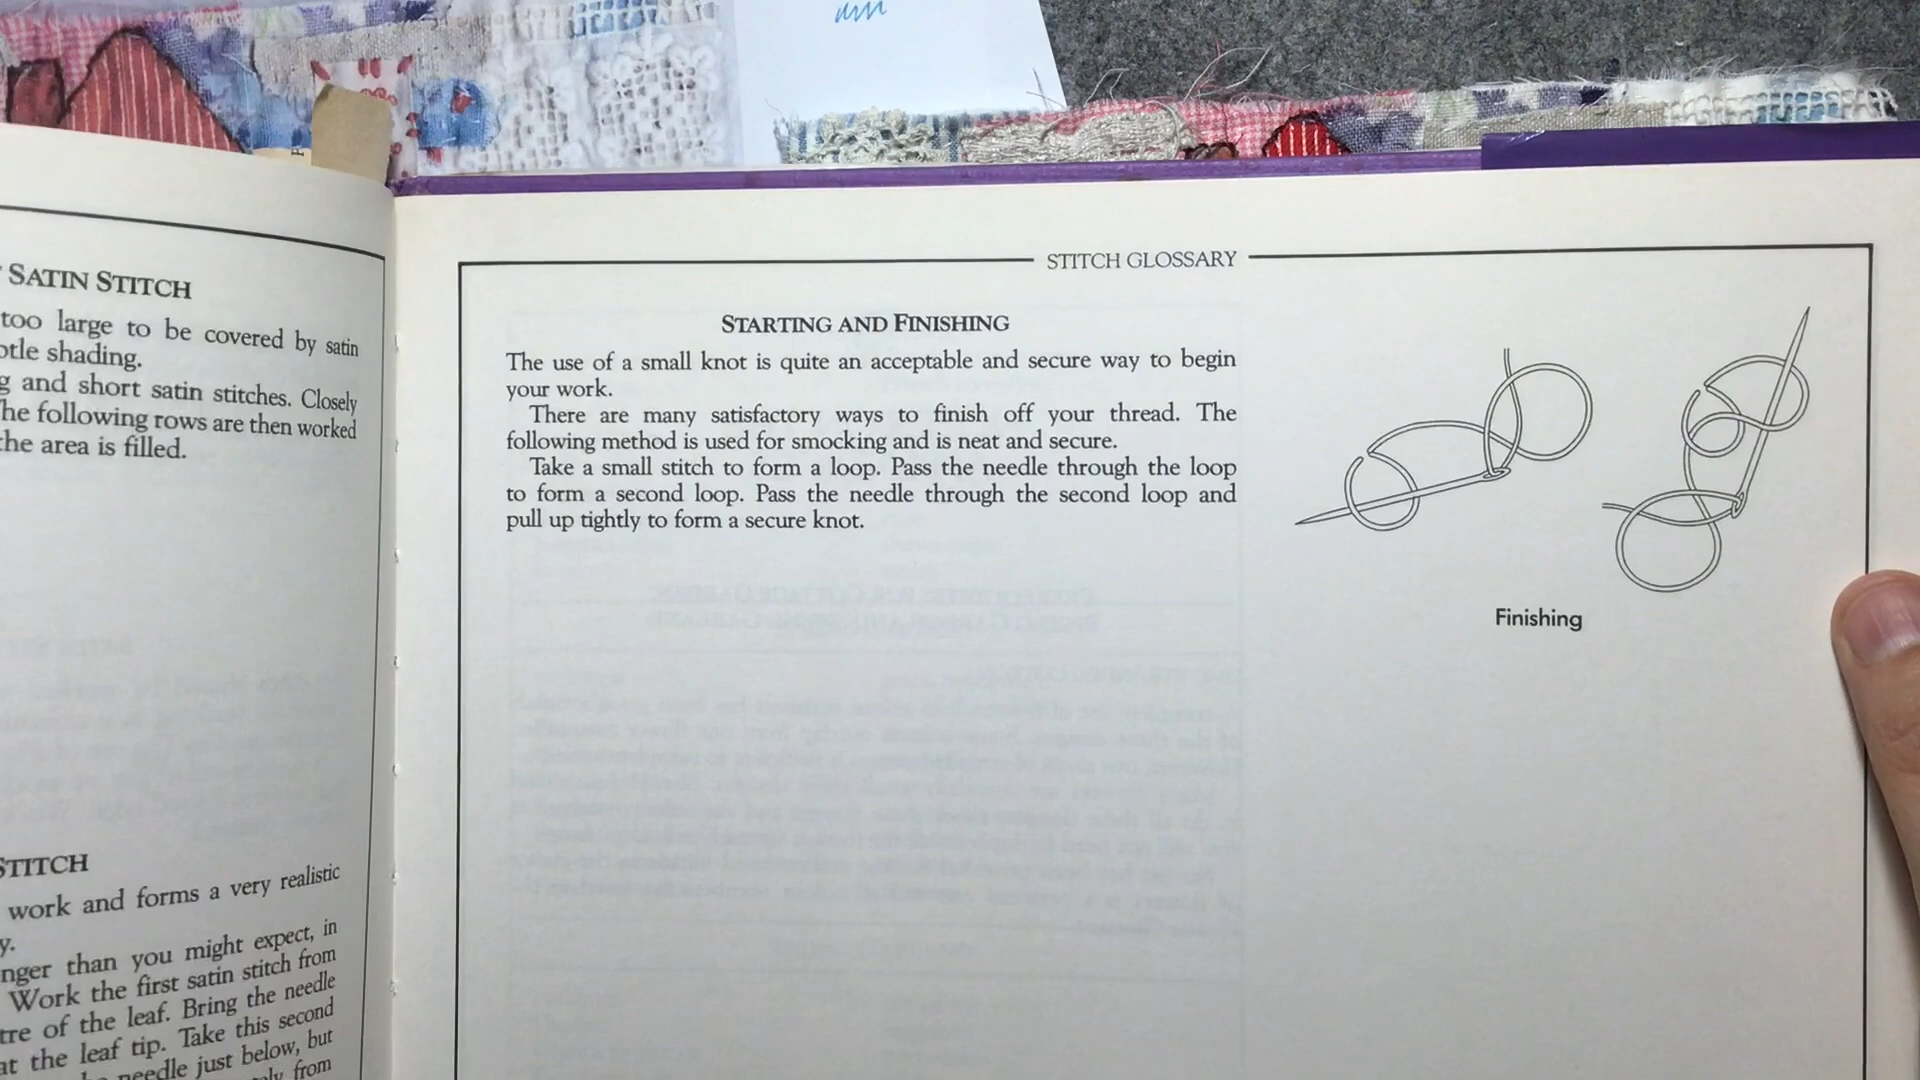 SATIN STITCH
too large to be covered by satin
shading.
and short satin stitches. Closely
he following rows are then worked
the area is filled.
STITCH
work and forms a very realistic
y.
nger than you might expect, in
Work the first satin stitch from
tre of the leaf. Bring the needle
at the leaf tip. Take this second
needle just below, but
from
STITCH GLOSSARY
STARTING AND FINISHING
The use of a small knot is quite an acceptable and secure way to begin
your work.
There are many satisfactory ways to finish off your thread. The
following method is used for smocking and is neat and secure.
Take a small stitch to form a loop. Pass the needle through the loop
to form a second loop. Pass the needle through the second loop and
pull up tightly to form a secure knot.
Finishing